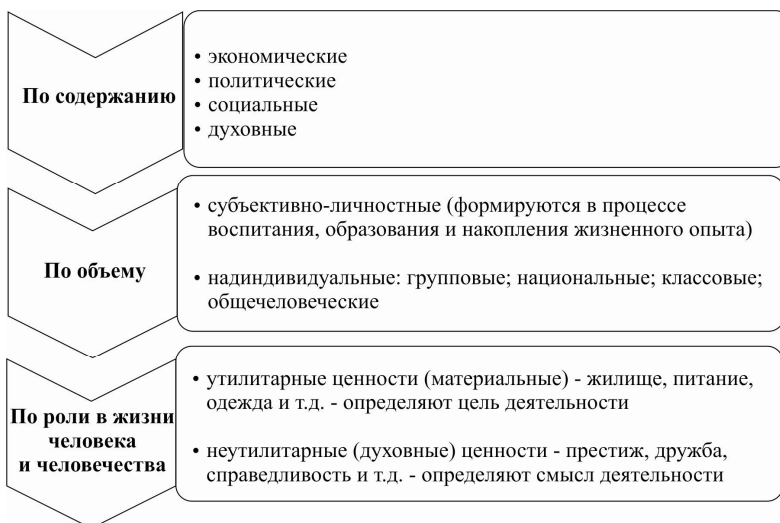 По содержанию
• экономические
• политические
• социальные
• духовные
По объему
• субъективно-личностные (формируются в процессе
воспитания, образования и накопления жизненного опыта)
• надиндивидуальные: групповые; национальные; классовые;
общечеловеческие
По роли в жизни
человека
и человечества
• утилитарные ценности (материальные) - жилище, питание,
одежда и т.д. - определяют цель деятельности
• неутилитарные (духовные) ценности - престиж, дружба,
справедливость и т.д. - определяют смысл деятельности